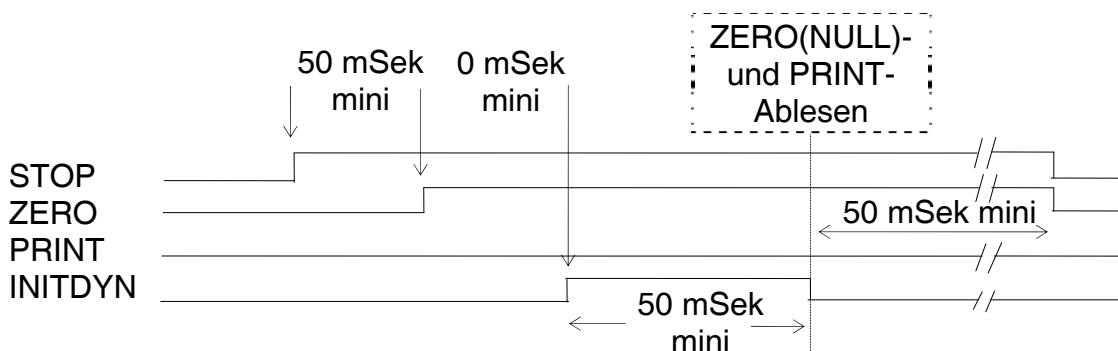 ZERO(NULL)-
und PRINT-
Ablesen
50 mSek
mini
0 mSek
mini
STOP
ZERO
PRINT
INITDYN
50 mSek mini
50 mSek
mini